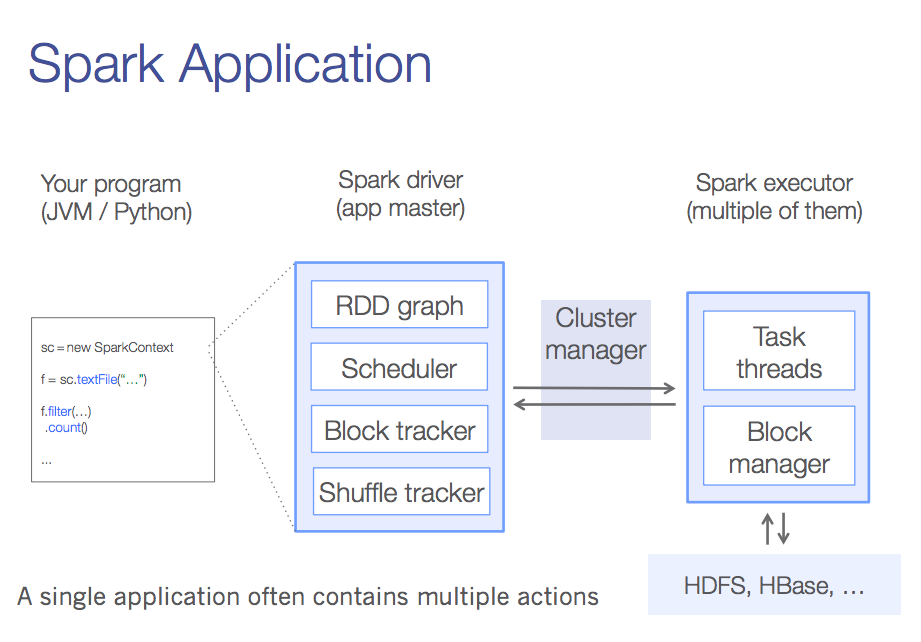 Spark Application
Your program
(JVM / Python)
Spark driver
(app master)
Spark executor
(multiple of them)
sc = new SparkContext
f = sc.textFile(“…”)
f.filter(…)
.count()
...
RDD graph
Scheduler
Block tracker
Shuffle tracker
Cluster
manager
Task
threads
Block
manager
HDFS, HBase, …
A single application often contains multiple actions